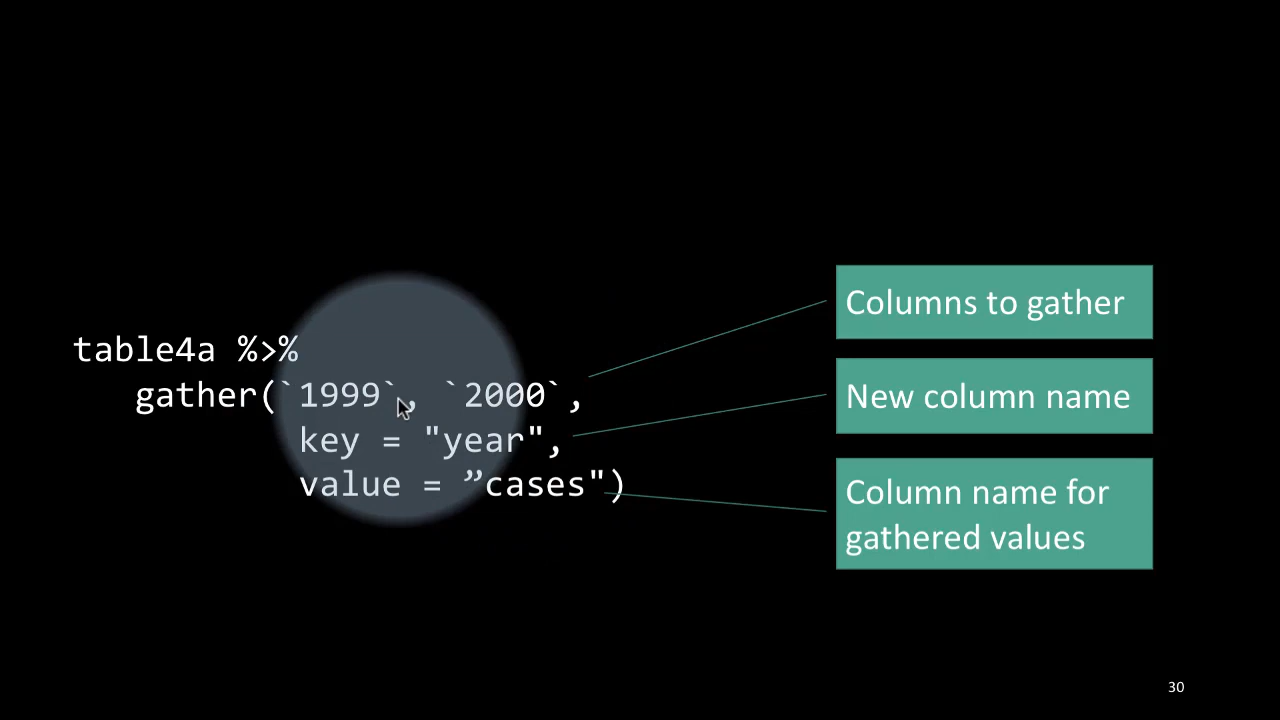 table4a %>%
gather(`1999`, `2000`,
key = "year",
value = ”cases")
Columns to gather
New column name
Column name for
gathered values
30